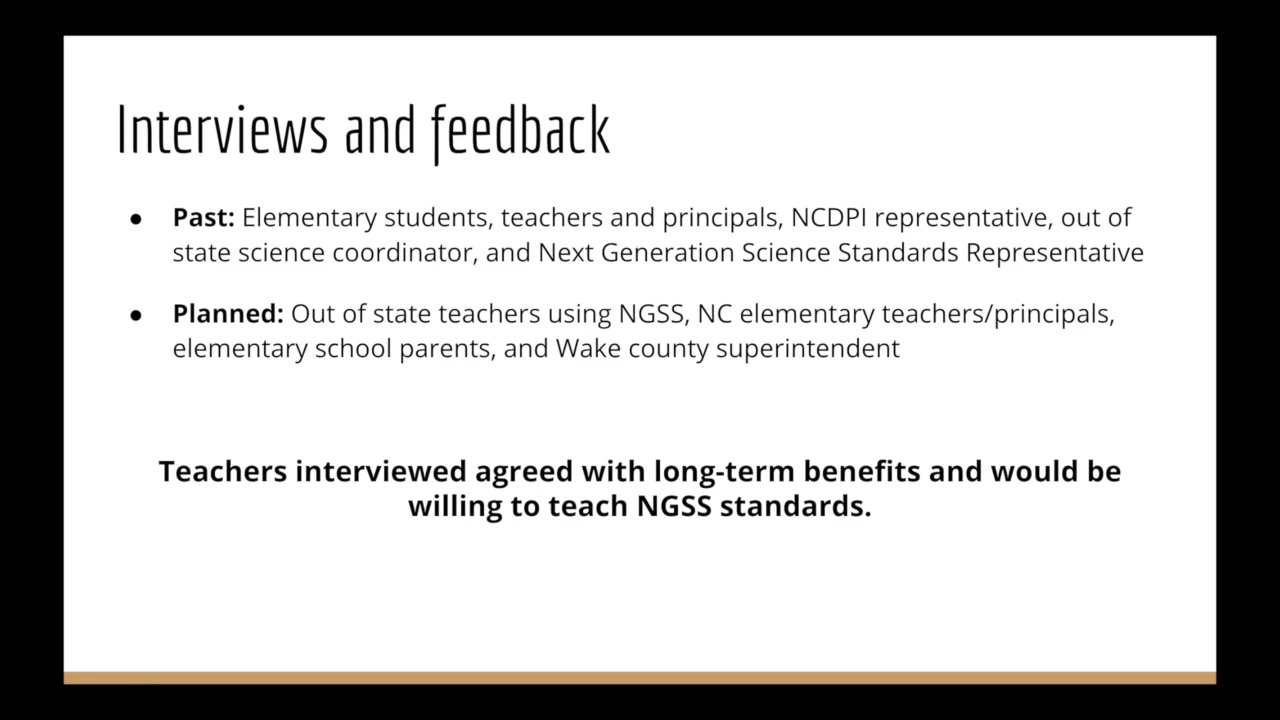 Interviews and feedback
● Past: Elementary students, teachers and principals, NCDPI representative, out of
state science coordinator, and Next Generation Science Standards Representative
● Planned: Out of state teachers using NGSS, NC elementary teachers/principals,
elementary school parents, and Wake county superintendent
Teachers interviewed agreed with long-term benefits and would be
willing to teach NGSS standards.